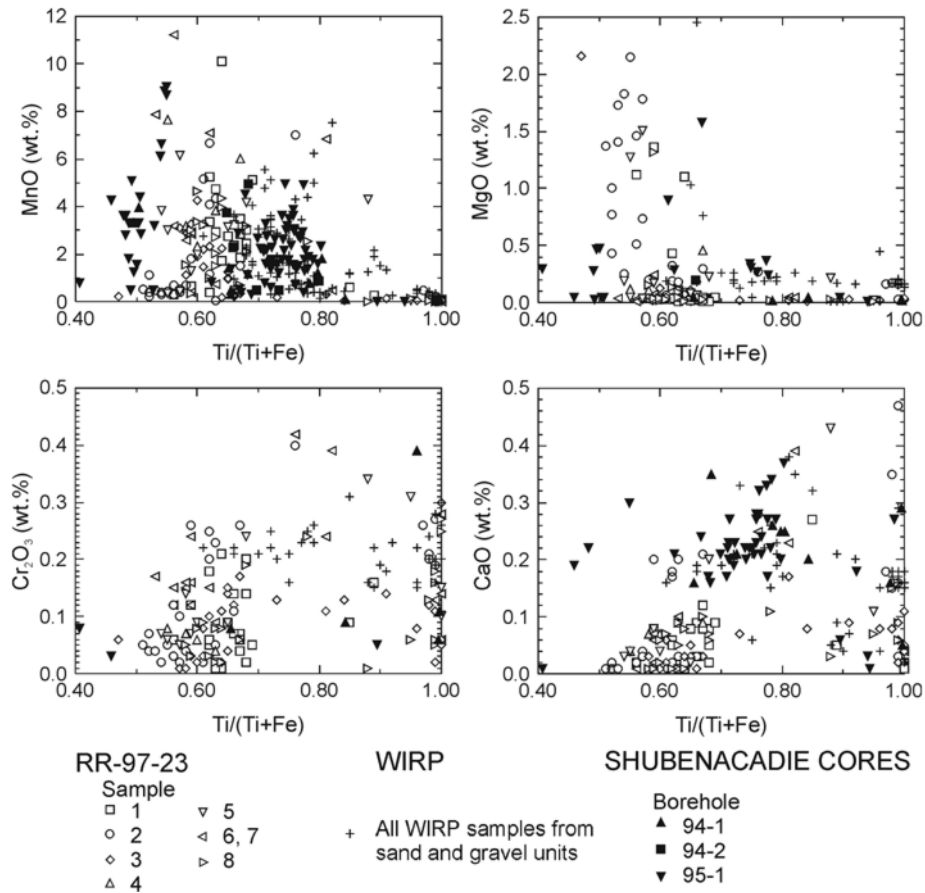 12
10
8
6
4
2
0
MnO (wt.%)
0.40 0.60 0.80 1.00
Ti/(Ti+Fe)
2.5
2.0
1.5
1.0
0.5
0.0
MgO (wt.%)
0.40 0.60 0.80 1.00
Ti/(Ti+Fe)
0.5
0.4
0.3
0.2
0.1
0.0
Cr₂O₃ (wt.%)
0.40 0.60 0.80 1.00
Ti/(Ti+Fe)
0.5
0.4
0.3
0.2
0.1
0.0
CaO (wt.%)
0.40 0.60 0.80 1.00
Ti/(Ti+Fe)
RR-97-23
Sample
1
2
3
4
5
6, 7
8
WIRP
All WIRP samples from
sand and gravel units
SHUBENACADIE CORES
Borehole
94-1
94-2
95-1